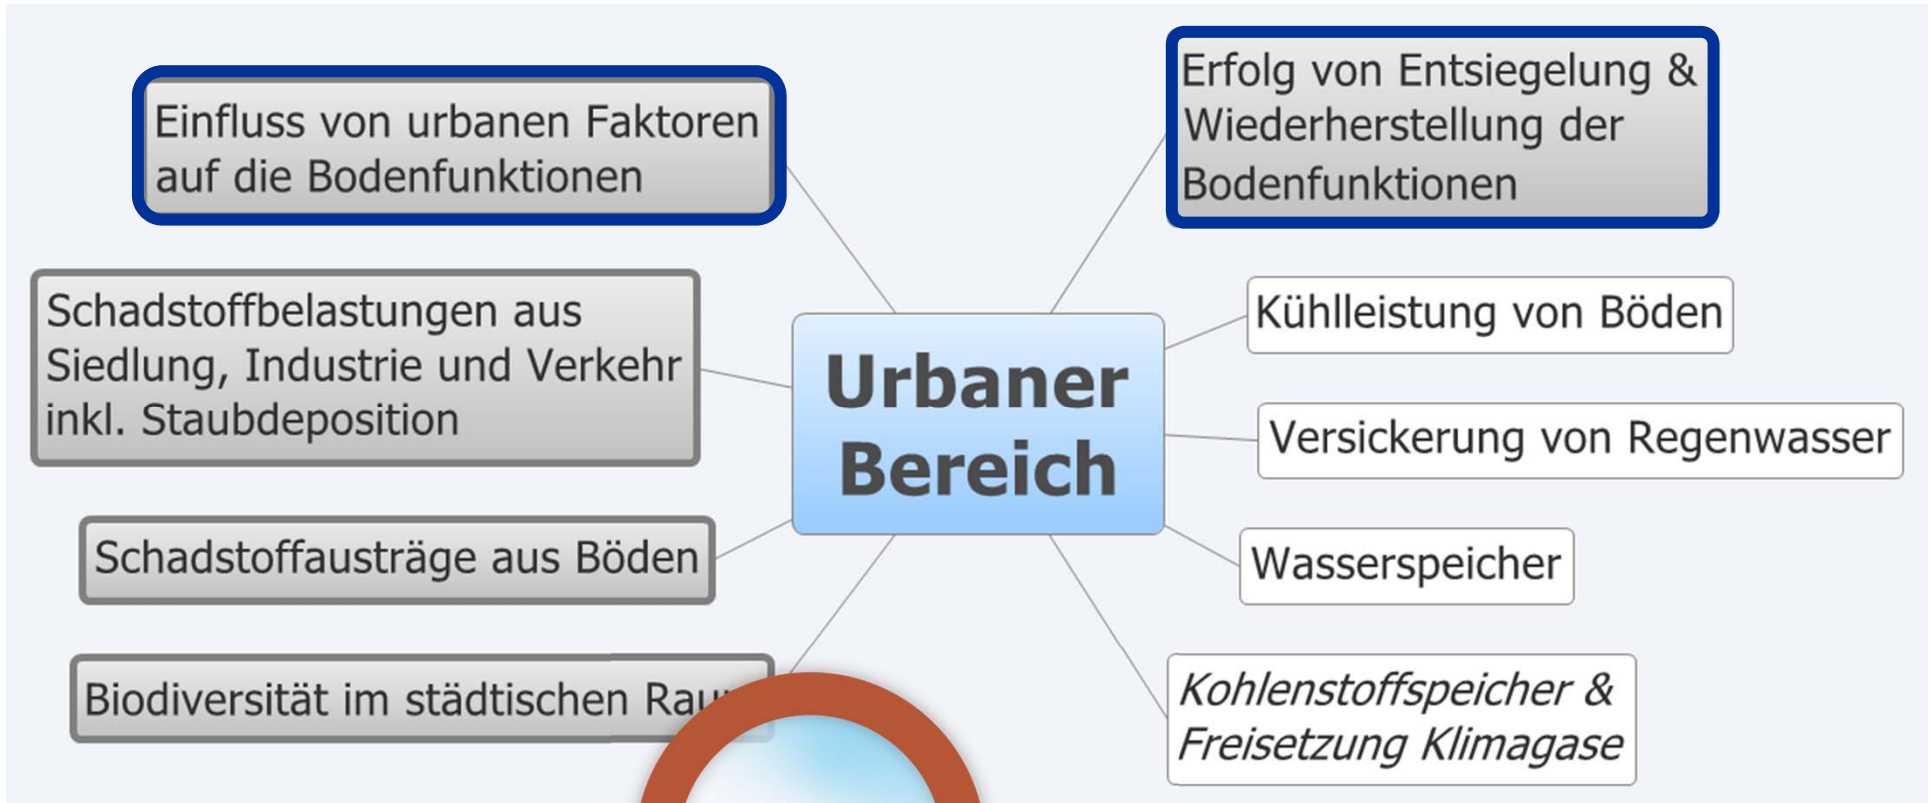 Einfluss von urbanen Faktoren
auf die Bodenfunktionen
Schadstoffbelastungen aus
Siedlung, Industrie und Verkehr
inkl. Staubdeposition
Schadstoffausträge aus Böden
Biodiversität im städtischen
Urbaner
Bereich
Erfolg von Entsiegelung &
Wiederherstellung der
Bodenfunktionen
Kühlleistung von Böden
Versickerung von Regenwasser
Wasserspeicher
Kohlenstoffspeicher &
Freisetzung Klimagase